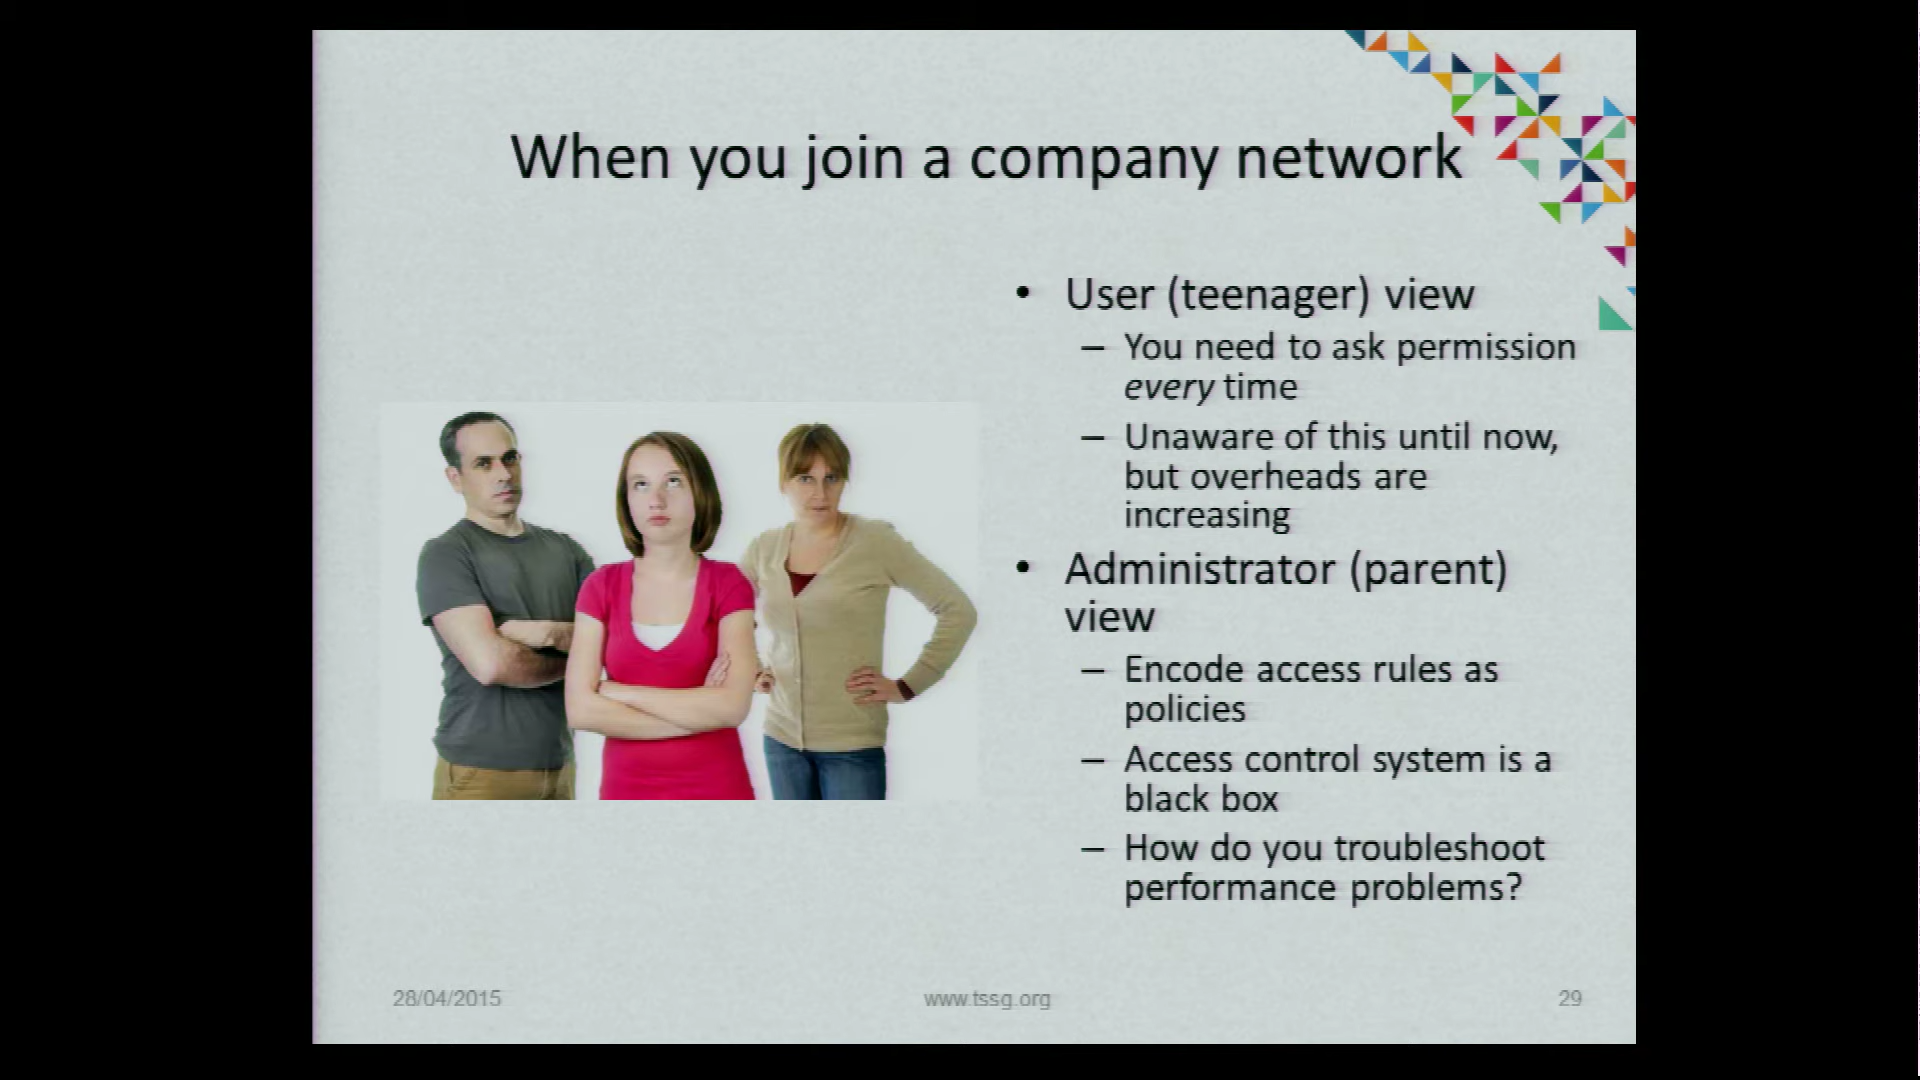 When you join a company network
• User (teenager) view
– You need to ask permission
every time
– Unaware of this until now,
but overheads are
increasing
• Administrator (parent)
view
– Encode access rules as
policies
– Access control system is a
black box
– How do you troubleshoot
performance problems?
28/04/2015
www.tssg.org
29